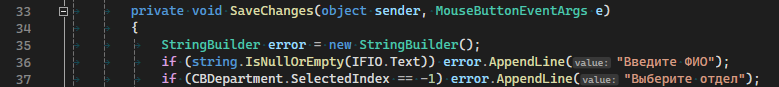 33 private void SaveChanges(object sender, MouseButtonEventArgs e)
34 {
35 StringBuilder error = new StringBuilder();
36 if (string.IsNullOrEmpty(IFIO.Text)) error.AppendLine(value: "Введите ФИО");
37 if (CBDepartment.SelectedIndex == -1) error.AppendLine(value: "Выберите отдел");